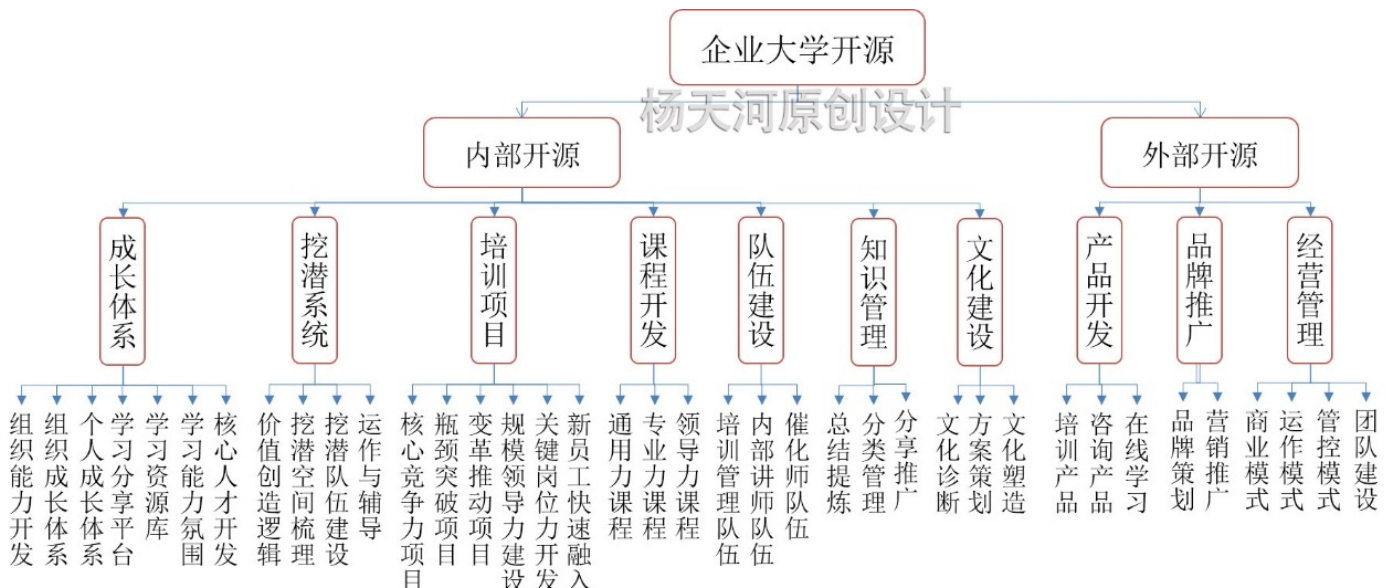 企业大学开源
杨天河原创设计
内部开源
外部开源
成长体系
挖潜系统
培训项目
课程开发
队伍建设
知识管理
文化建设
产品开发
品牌推广
经营管理
组织能力开发
组织成长体系
个人成长体系
学习分享平台
学习资源库
学习能力氛围
核心人才开发
价值创造逻辑
挖潜空间梳理
挖潜队伍建设
运作与辅导
核心竞争力项目
瓶颈突破项目
变革推动项目
规模领导力建设
关键岗位力开发
新员工快速融入
通用力课程
专业力课程
领导力课程
培训管理队伍
内部讲师队伍
催化师队伍
总结提炼
分类管理
分享推广
文化诊断
方案策划
文化塑造
培训产品
咨询产品
在线学习
品牌策划
营销推广
商业模式
运作模式
管控模式
团队建设